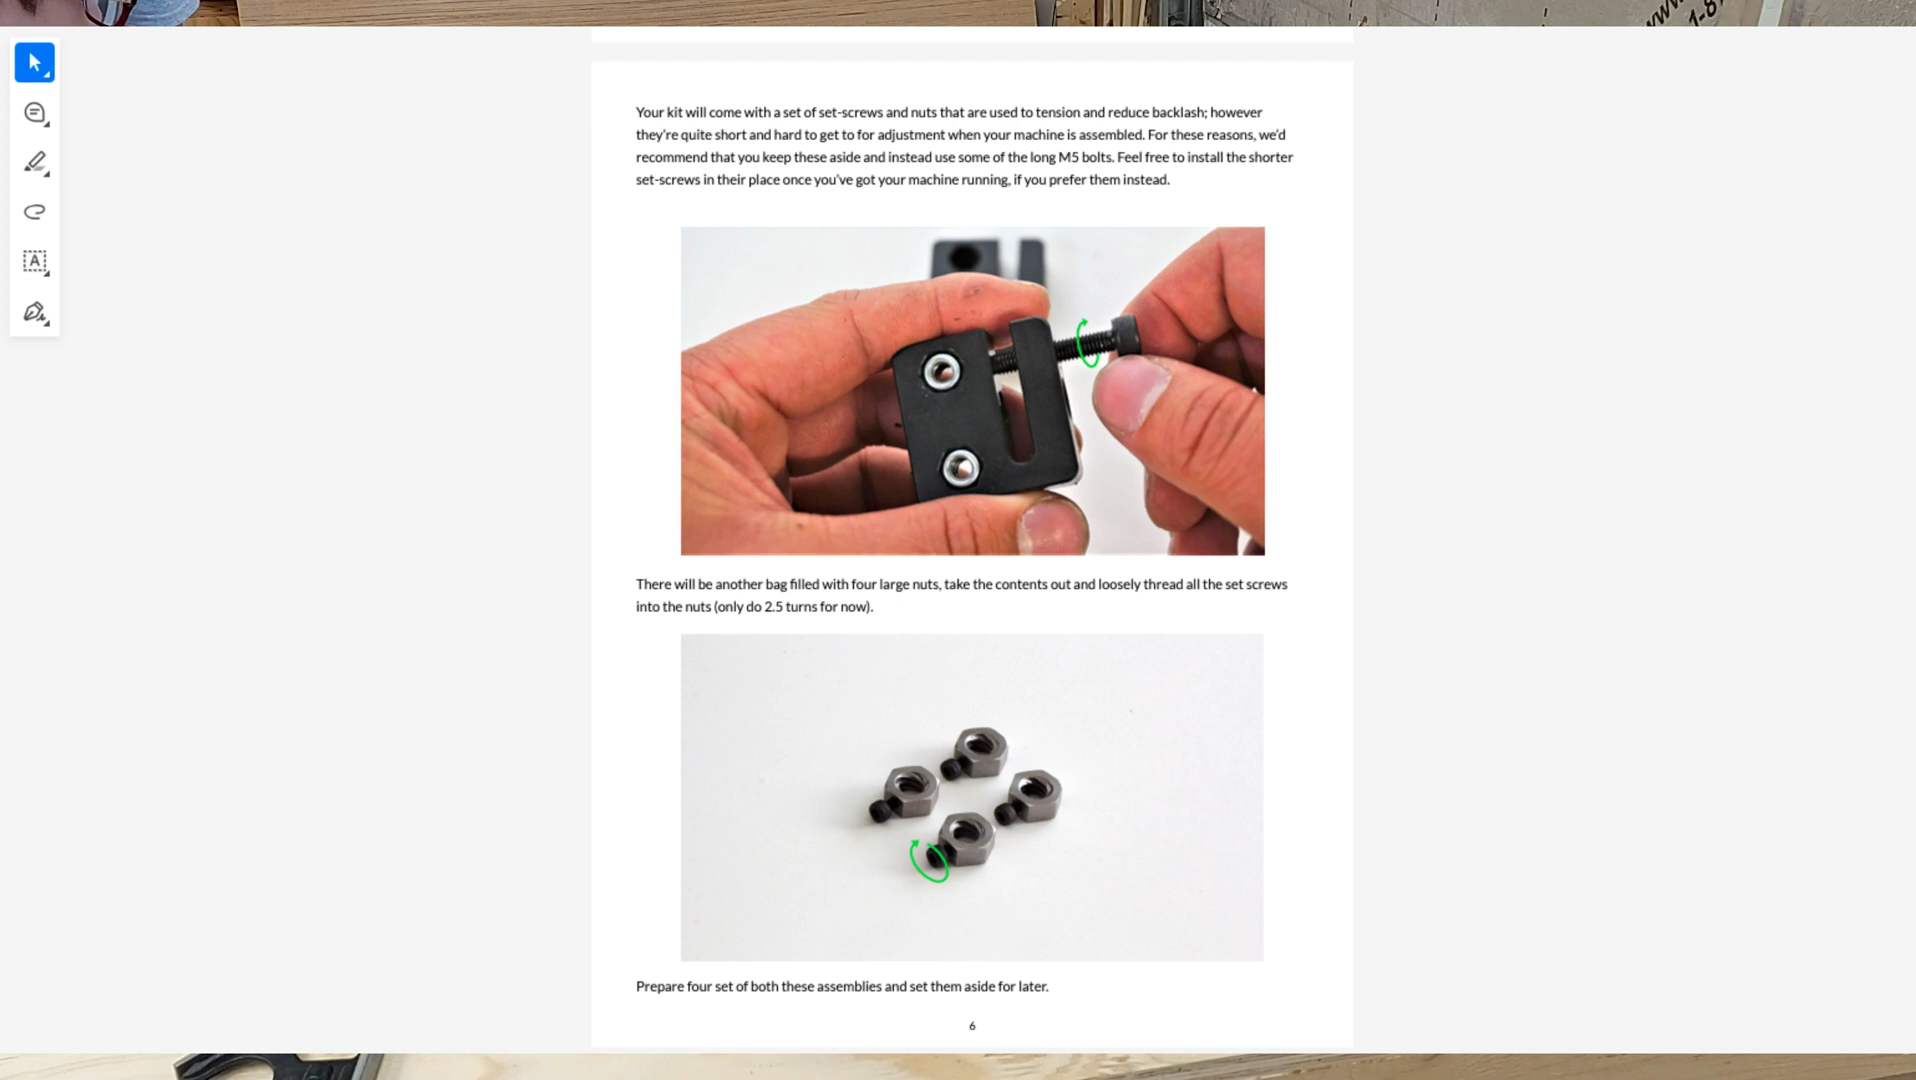 WW
1-8
Your kit will come with a set of set-screws and nuts that are used to tension and reduce backlash; however
they're quite short and hard to get to for adjustment when your machine is assembled. For these reasons, we'd
recommend that you keep these aside and instead use some of the long M5 bolts. Feel free to install the shorter
set-screws in their place once you've got your machine running, if you prefer them instead.
There will be another bag filled with four large nuts, take the contents out and loosely thread all the set screws
into the nuts (only do 2.5 turns for now).
Prepare four set of both these assemblies and set them aside for later.
6
A